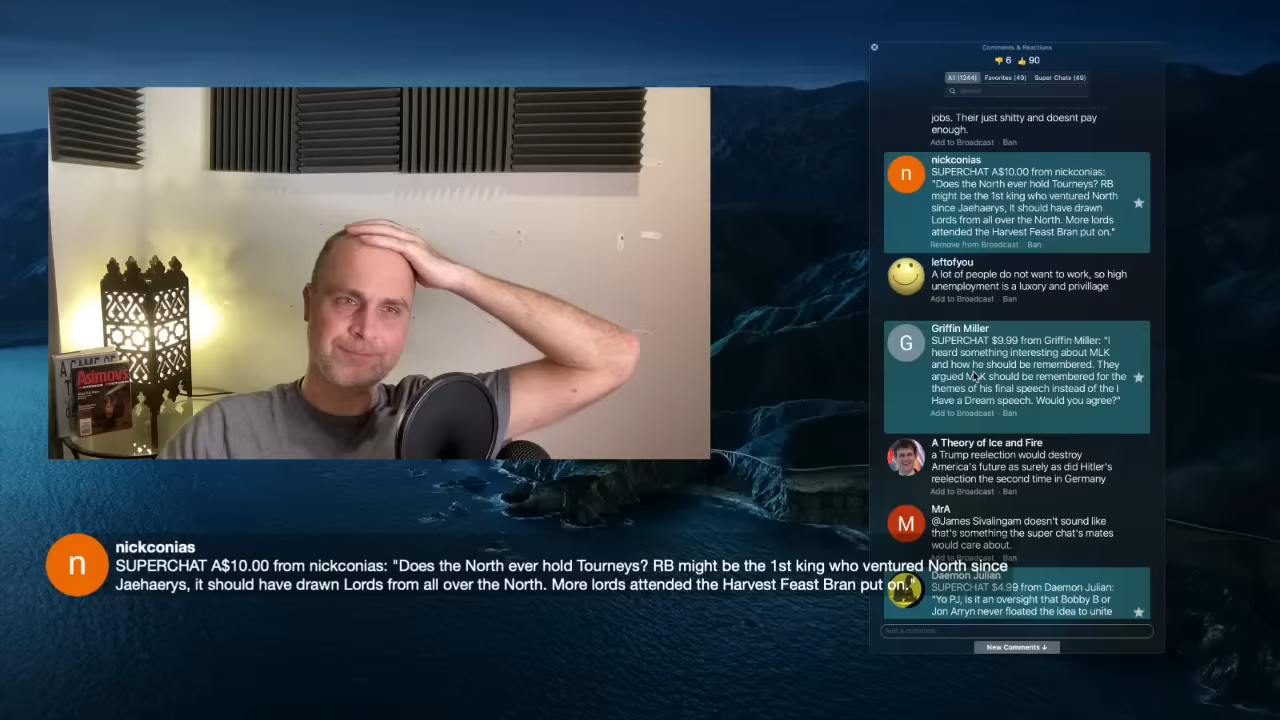 Comments & Reactions
👎 6 👍 90
All (1244) Favorites (49) Super Chats (49)
Search
jobs. Their just shitty and doesnt pay
enough.
Add to Broadcast · Ban
nickconias
SUPERCHAT A$10.00 from nickconias:
"Does the North ever hold Tourneys? RB
might be the 1st king who ventured North
since Jaehaerys, it should have drawn
Lords from all over the North. More lords
attended the Harvest Feast Bran put on."
Remove from Broadcast · Ban
leftofyou
A lot of people do not want to work, so high
unemployment is a luxury and privillage
Add to Broadcast · Ban
G
Griffin Miller
SUPERCHAT $9.99 from Griffin Miller: "I
heard something interesting about MLK
and how he should be remembered. They
argued MLK should be remembered for the
themes of his final speech instead of the I
Have a Dream speech. Would you agree?"
Add to Broadcast · Ban
A Theory of Ice and Fire
a Trump reelection would destroy
America's future as surely as did Hitler's
reelection the second time in Germany
Add to Broadcast · Ban
M
MrA
@James Sivalingam doesn't sound like
that's something the super chat's mates
would care about.
Add to Broadcast · Ban
Daemon Julian
SUPERCHAT $4.99 from Daemon Julian:
"Yo PJ, is it an oversight that Bobby B or
Jon Arryn never floated the idea to unite
Add a comment
New Comments ↓
A GAME OF
Asimov's
n
nickconias
SUPERCHAT A$10.00 from nickconias: "Does the North ever hold Tourneys? RB might be the 1st king who ventured North since
Jaehaerys, it should have drawn Lords from all over the North. More lords attended the Harvest Feast Bran put on."